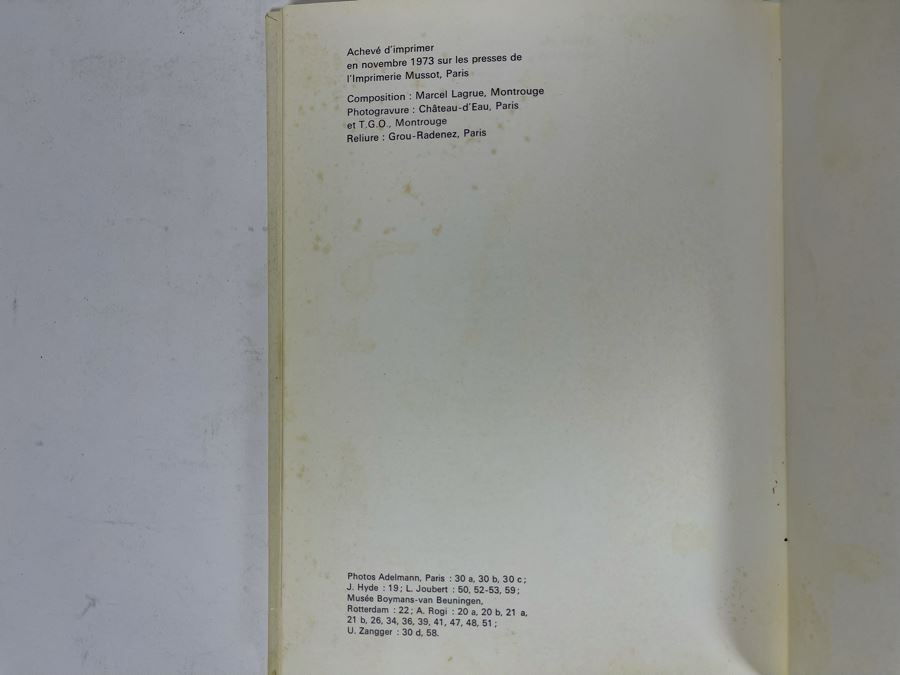 Achevé d'imprimer
en novembre 1973 sur les presses de
l'Imprimerie Mussot, Paris
Composition : Marcel Lagrue, Montrouge
Photogravure : Château-d'Eau, Paris
et T.G.O., Montrouge
Reliure : Grou-Radenez, Paris
Photos Adelmann, Paris : 30 a, 30 b, 30 c ;
J. Hyde : 19 ; L. Joubert : 50, 52-53, 59 ;
Musée Boymans-van Beuningen,
Rotterdam : 22 ; A. Rogi : 20 a, 20 b, 21 a,
21 b, 26, 34, 36, 39, 41, 47, 48, 51 ;
U. Zangger : 30 d, 58.